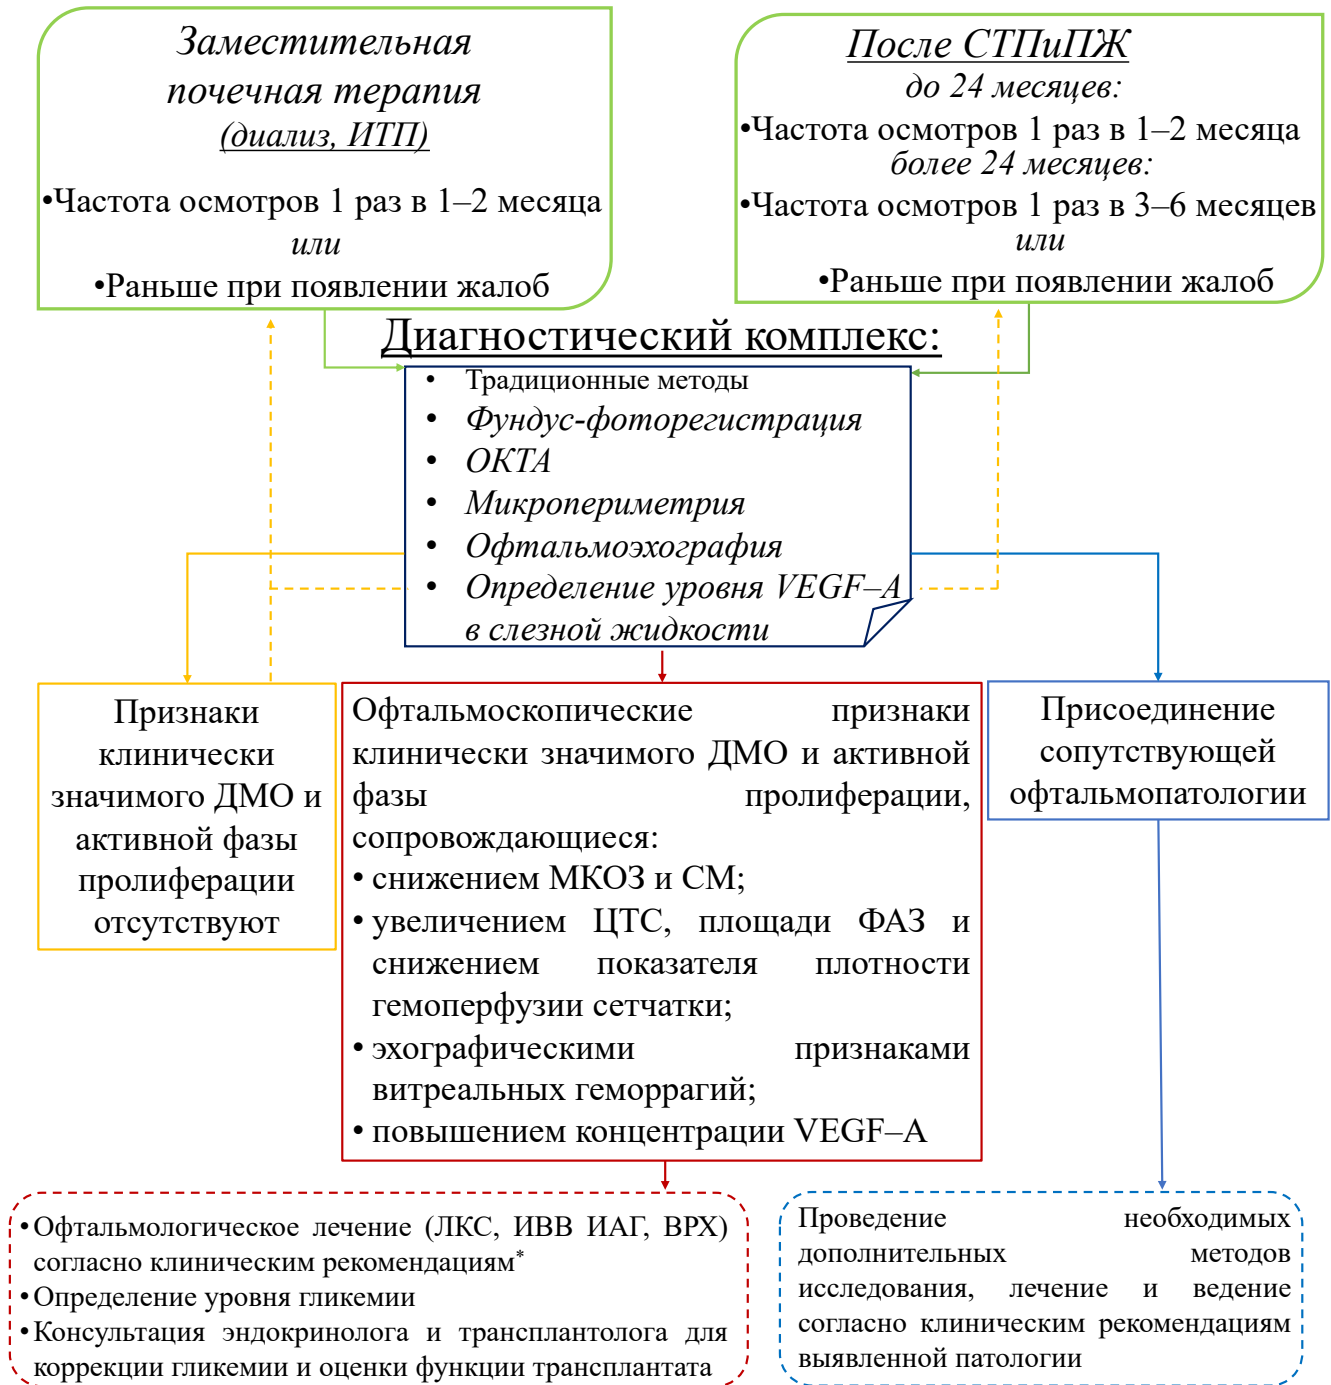 Заместительная
почечная терапия
(диализ, ИТП)
•Частота осмотров 1 раз в 1–2 месяца
или
•Раньше при появлении жалоб
После СТПиПЖ
до 24 месяцев:
•Частота осмотров 1 раз в 1–2 месяца
более 24 месяцев:
•Частота осмотров 1 раз в 3–6 месяцев
или
•Раньше при появлении жалоб
Диагностический комплекс:
• Традиционные методы
• Фундус-фоторегистрация
• ОКТА
• Микропериметрия
• Офтальмоэхография
• Определение уровня VEGF–A
в слезной жидкости
Признаки
клинически
значимого ДМО и
активной фазы
пролиферации
отсутствуют
Офтальмоскопические признаки
клинически значимого ДМО и активной
фазы пролиферации,
сопровождающиеся:
• снижением МКОЗ и СМ;
• увеличением ЦТС, площади ФАЗ и
снижением показателя плотности
гемоперфузии сетчатки;
• эхографическими признаками
витреальных геморрагий;
• повышением концентрации VEGF–A
Присоединение
сопутствующей
офтальмопатологии
• Офтальмологическое лечение (ЛКС, ИВВ ИАГ, ВРХ)
согласно клиническим рекомендациям*
• Определение уровня гликемии
• Консультация эндокринолога и трансплантолога для
коррекции гликемии и оценки функции трансплантата
Проведение необходимых
дополнительных методов
исследования, лечение и ведение
согласно клиническим рекомендациям
выявленной патологии